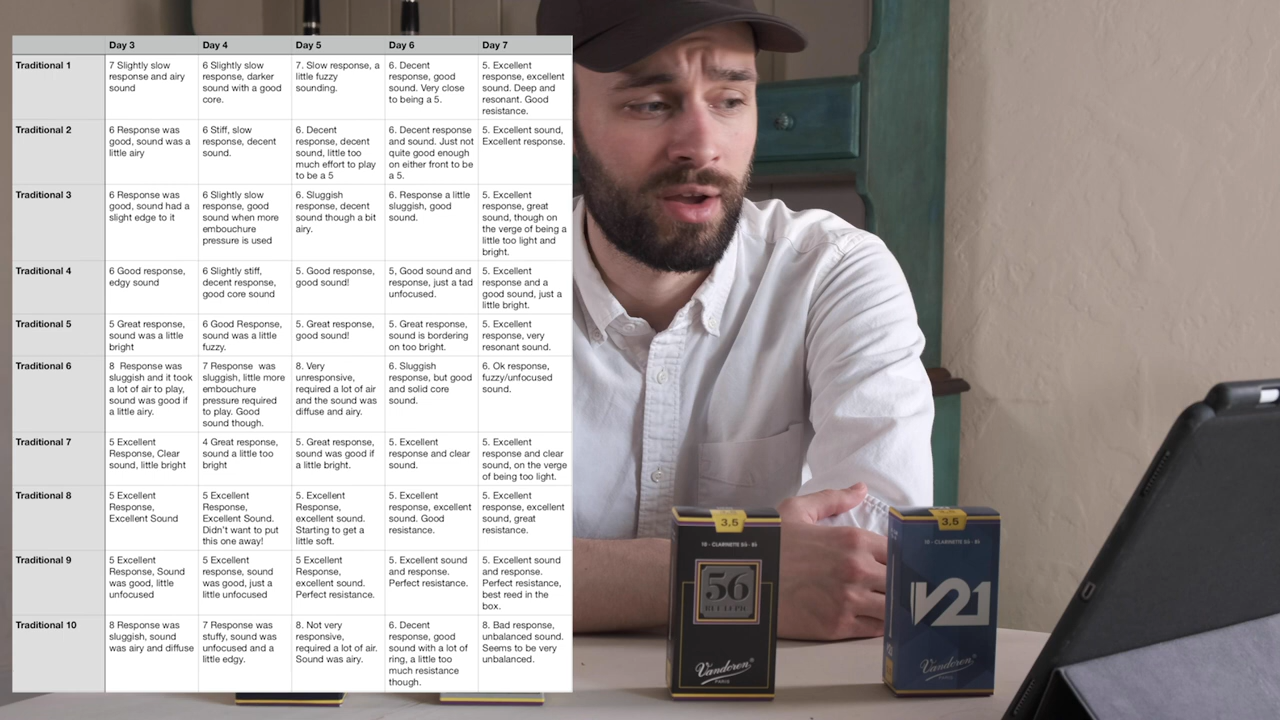 Day 3 Day 4 Day 5 Day 6 Day 7
Traditional 1
7 Slightly slow
response and airy
sound
6 Slightly slow
response, darker
sound with a good
core.
7. Slow response, a
little fuzzy
sounding.
6. Decent
response, good
sound. Very close
to being a 5.
5. Excellent
response, excellent
sound. Deep and
resonant. Good
resistance.
Traditional 2
6 Response was
good, sound was a
little airy
6 Stiff, slow
response, decent
sound.
6. Decent
response, decent
sound, little too
much effort to play
to be a 5
6. Decent response
and sound. Just not
quite good enough
on either front to be
a 5.
5. Excellent sound,
Excellent response.
Traditional 3
6 Response was
good, sound had a
slight edge to it
6 Slightly slow
response, good
sound when more
embouchure
pressure is used
6. Sluggish
response, decent
sound though a bit
airy.
6. Response a little
sluggish, good
sound.
5. Excellent
response, great
sound, though on
the verge of being a
little too light and
bright.
Traditional 4
6 Good response,
edgy sound
6 Slightly stiff,
decent response,
good core sound
5. Good response,
good sound!
5, Good sound and
response, just a tad
unfocused.
5. Excellent
response and a
good sound, just a
little bright.
Traditional 5
5 Great response,
sound was a little
bright
6 Good Response,
sound was a little
fuzzy.
5. Great response,
good sound!
5. Great response,
sound is bordering
on too bright.
5. Excellent
response, very
resonant sound.
Traditional 6
8 Response was
sluggish and it took
a lot of air to play,
sound was good if
a little airy.
7 Response was
sluggish, little more
embouchure
pressure required
to play. Good
sound though.
8. Very
unresponsive,
required a lot of air
and the sound was
diffuse and airy.
6. Sluggish
response, but good
and solid core
sound.
6. Ok response,
fuzzy/unfocused
sound.
Traditional 7
5 Excellent
Response, Clear
sound, little bright
4 Great response,
sound a little too
bright
5. Great response,
sound was good if
a little bright.
5. Excellent
response and clear
sound.
5. Excellent
response and clear
sound, on the verge
of being too light.
Traditional 8
5 Excellent
Response,
Excellent Sound
5 Excellent
Response,
Excellent Sound.
Didn't want to put
this one away!
5. Excellent
Response,
excellent sound.
Starting to get a
little soft.
5. Excellent
response, excellent
sound. Good
resistance.
5. Excellent
response, excellent
sound, great
resistance.
Traditional 9
5 Excellent
Response, Sound
was good, little
unfocused
5 Excellent
response, sound
was good, just a
little unfocused
5 Excellent
Response,
excellent sound.
Perfect resistance.
5. Excellent sound
and response.
Perfect resistance.
5. Excellent sound
and response.
Perfect resistance,
best reed in the
box.
Traditional 10
8 Response was
sluggish, sound
was airy and diffuse
7 Response was
stuffy, sound was
unfocused and a
little edgy.
8. Not very
responsive,
required a lot of air.
Sound was airy.
6. Decent
response, good
sound with a lot of
ring, a little too
much resistance
though.
8. Bad response,
unbalanced sound.
Seems to be very
unbalanced.
3,5
56
RUE LEPIC
Vandoren
PARIS
3,5
V21
Vandoren
PARIS